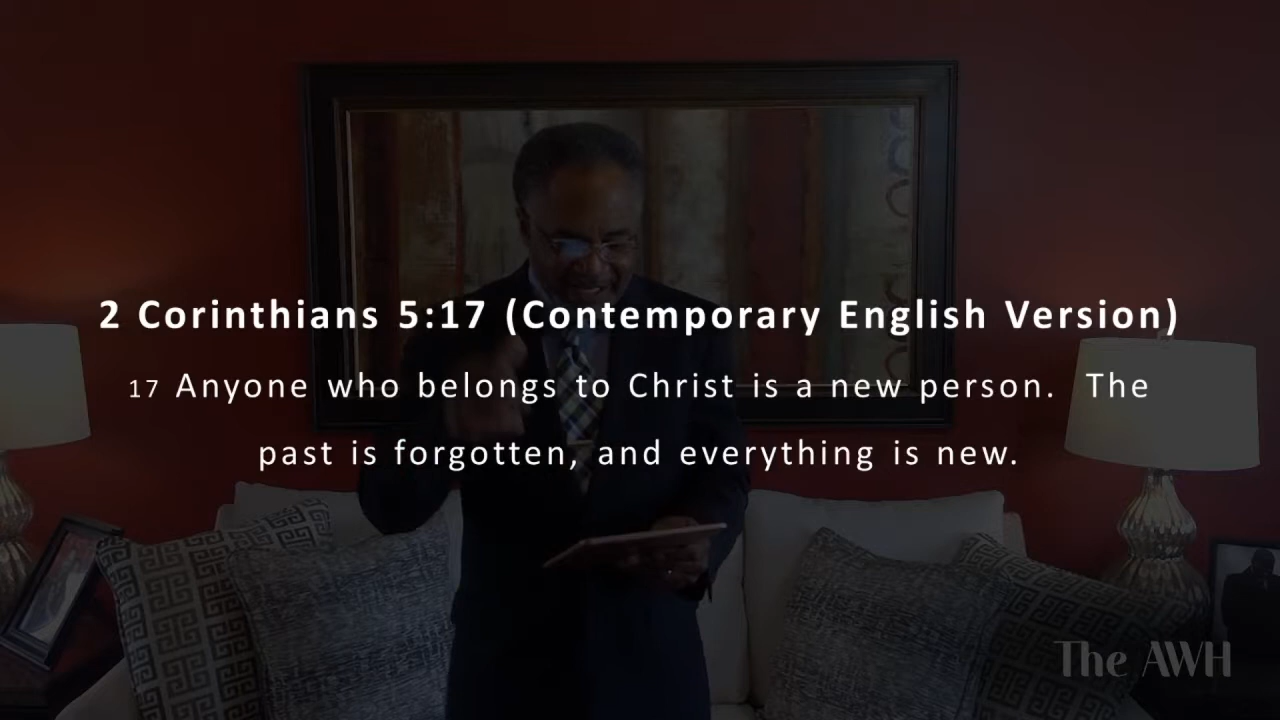 2 Corinthians 5:17 (Contemporary English Version)
17 Anyone who belongs to Christ is a new person. The
past is forgotten, and everything is new.
The AWH